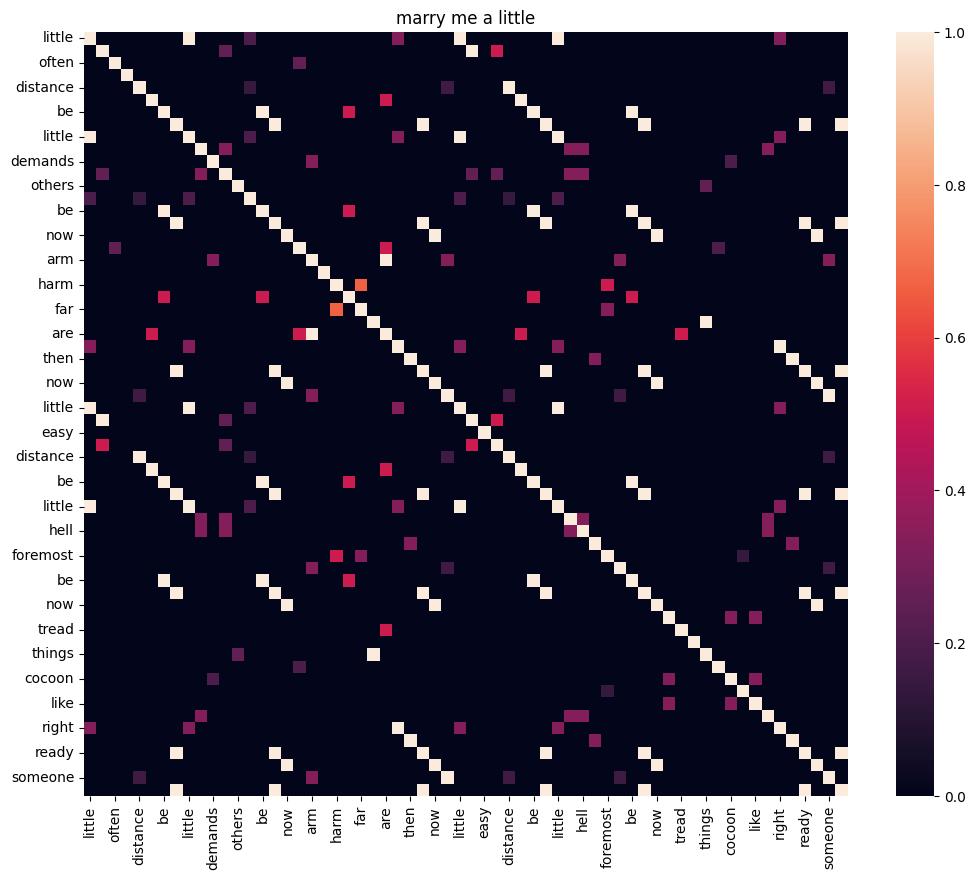 marry me a little
little
often
distance
be
little
demands
others
be
now
arm
harm
far
are
then
now
little
easy
distance
be
little
hell
foremost
be
now
tread
things
cocoon
like
right
ready
someone
little
often
distance
be
little
demands
others
be
now
arm
harm
far
are
then
now
little
easy
distance
be
little
hell
foremost
be
now
tread
things
cocoon
like
right
ready
someone
1.0
0.8
0.6
0.4
0.2
0.0